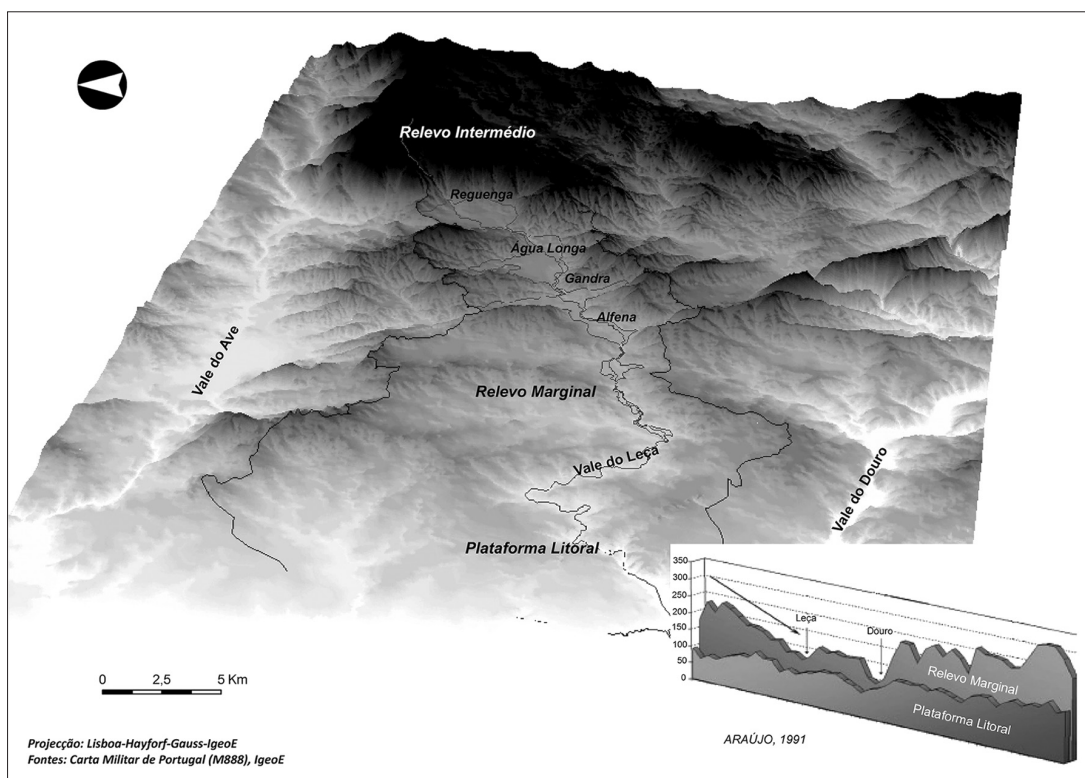 Relevo Intermédio
Reguenga
Água Longa
Gandra
Alfena
Vale do Ave
Relevo Marginal
Vale do Leça
Vale do Douro
Plataforma Litoral
350
300
250
200
150
100
50
0
Leça
Douro
Relevo Marginal
Plataforma Litoral
0 2,5 5 Km
ARAÚJO, 1991
Projecção: Lisboa-Hayforf-Gauss-IgeoE
Fontes: Carta Militar de Portugal (M888), IgeoE